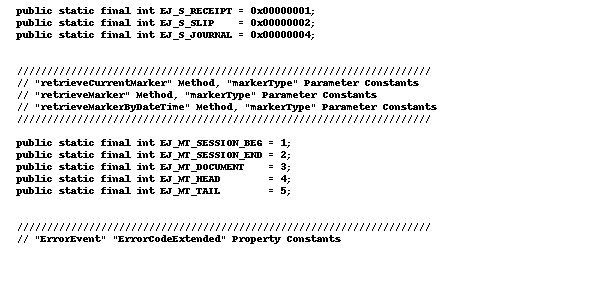 public static final int EJ_S_RECEIPT = 0x00000001;
public static final int EJ_S_SLIP    = 0x00000002;
public static final int EJ_S_JOURNAL = 0x00000004;
/////////////////////////////////////////////////////////////////////
// "retrieveCurrentMarker" Method, "markerType" Parameter Constants
// "retrieveMarker" Method, "markerType" Parameter Constants
// "retrieveMarkerByDateTime" Method, "markerType" Parameter Constants
/////////////////////////////////////////////////////////////////////
public static final int EJ_MT_SESSION_BEG = 1;
public static final int EJ_MT_SESSION_END = 2;
public static final int EJ_MT_DOCUMENT    = 3;
public static final int EJ_MT_HEAD        = 4;
public static final int EJ_MT_TAIL        = 5;
/////////////////////////////////////////////////////////////////////
// "ErrorEvent" "ErrorCodeExtended" Property Constants